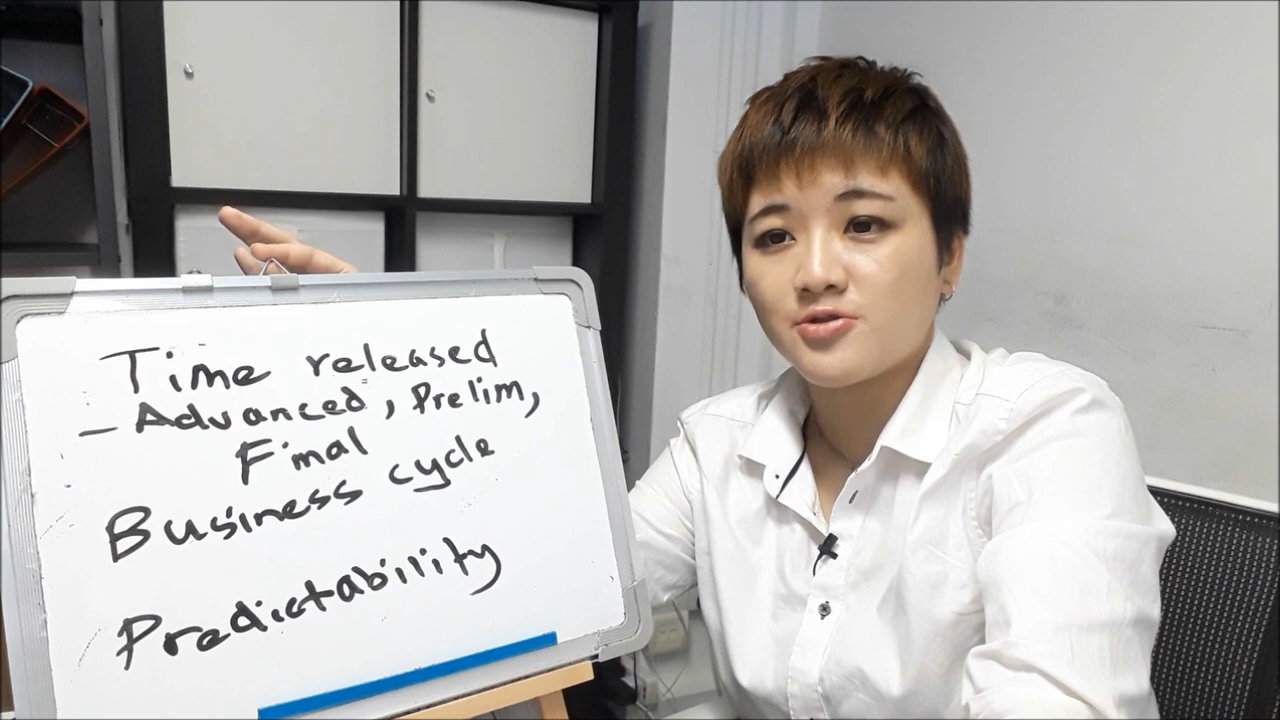 Time released
- Advanced, Prelim,
Final
Business cycle
Predictability